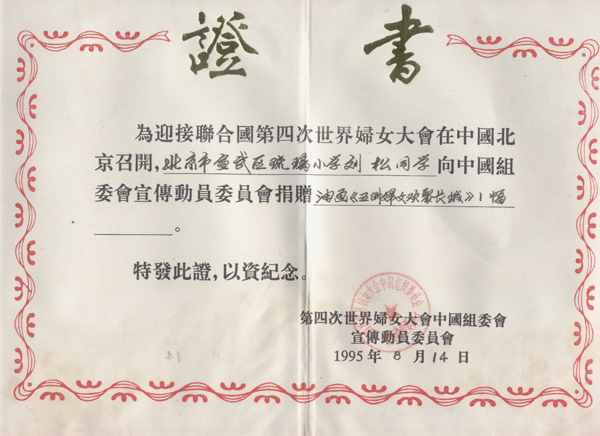 證書
為迎接聯合國第四次世界婦女大會在中國北
京召開,北京市宣武区琉璃小学刘 松同学向中國組
委會宣傳動員委員會捐贈油画《五洲婦女欢聚长城》1幅
。
特發此證,以資紀念。
第四次世界婦女大會中國組委會
宣傳動員委員會
1995年8月14日